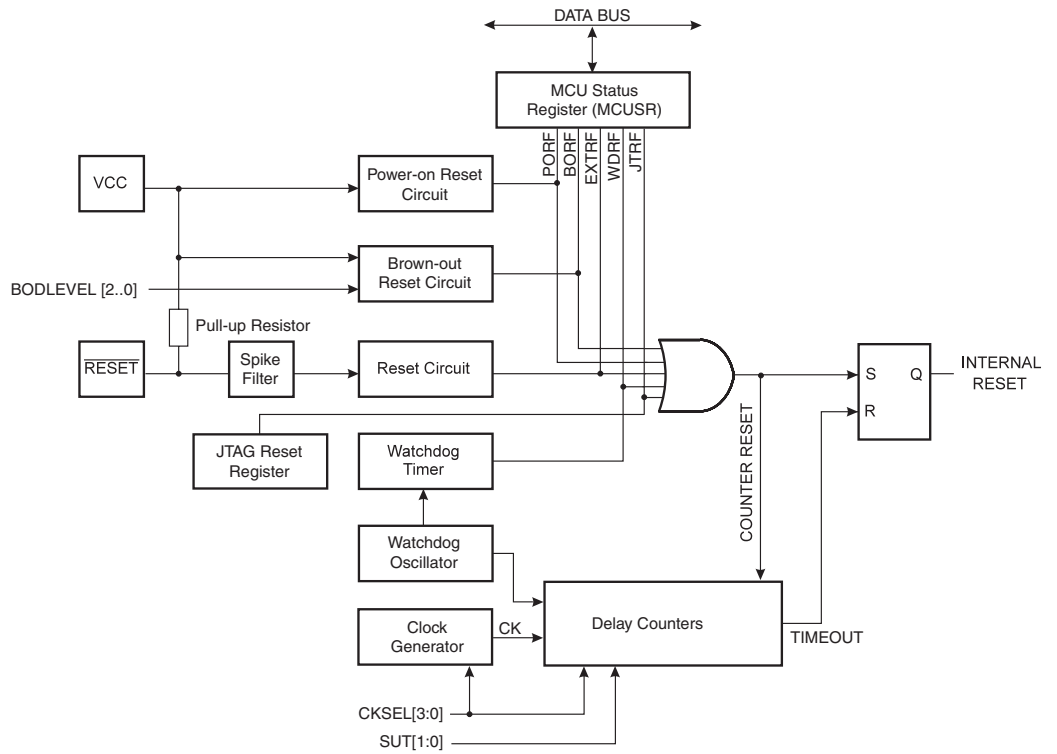 DATA BUS
MCU Status
Register (MCUSR)
PORF
BORF
EXTRF
WDRF
JTRF
VCC
Power-on Reset
Circuit
Brown-out
Reset Circuit
BODLEVEL [2..0]
Pull-up Resistor
RESET
Spike
Filter
Reset Circuit
S
Q
R
INTERNAL
RESET
JTAG Reset
Register
Watchdog
Timer
COUNTER RESET
Watchdog
Oscillator
Clock
Generator
CK
Delay Counters
TIMEOUT
CKSEL[3:0]
SUT[1:0]